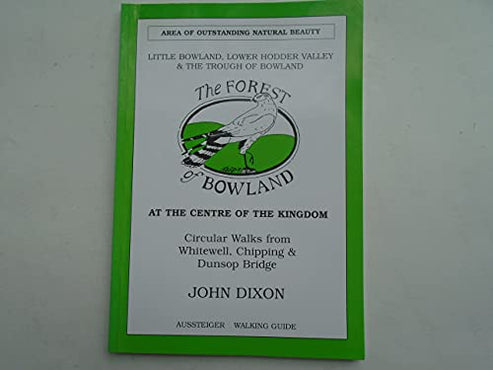 AREA OF OUTSTANDING NATURAL BEAUTY
LITTLE BOWLAND, LOWER HODDER VALLEY
& THE TROUGH OF BOWLAND
The FOREST
of BOWLAND
AT THE CENTRE OF THE KINGDOM
Circular Walks from
Whitewell, Chipping &
Dunsop Bridge
JOHN DIXON
AUSSTEIGER WALKING GUIDE